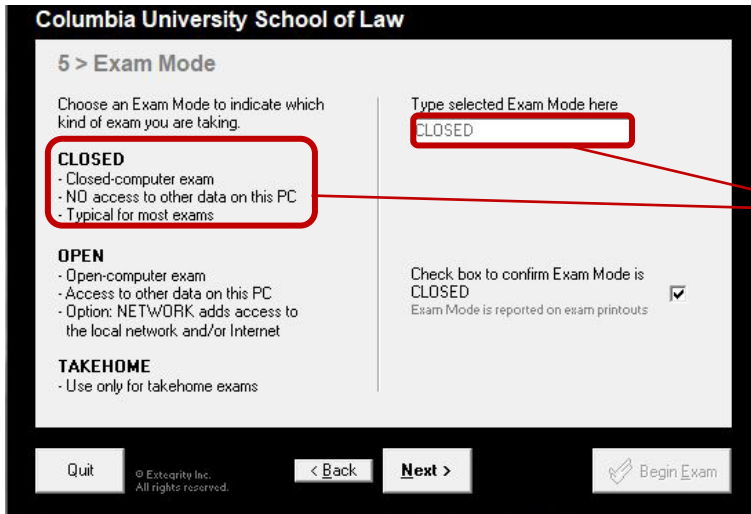 Columbia University School of Law
5 > Exam Mode
Choose an Exam Mode to indicate which
kind of exam you are taking.
CLOSED
- Closed-computer exam
- NO access to other data on this PC
- Typical for most exams
OPEN
- Open-computer exam
- Access to other data on this PC
- Option: NETWORK adds access to
the local network and/or Internet
TAKEHOME
- Use only for takehome exams
Type selected Exam Mode here
CLOSED
Check box to confirm Exam Mode is
CLOSED
Exam Mode is reported on exam printouts
Quit
© Extegrity Inc.
All rights reserved.
< Back
Next >
Begin Exam